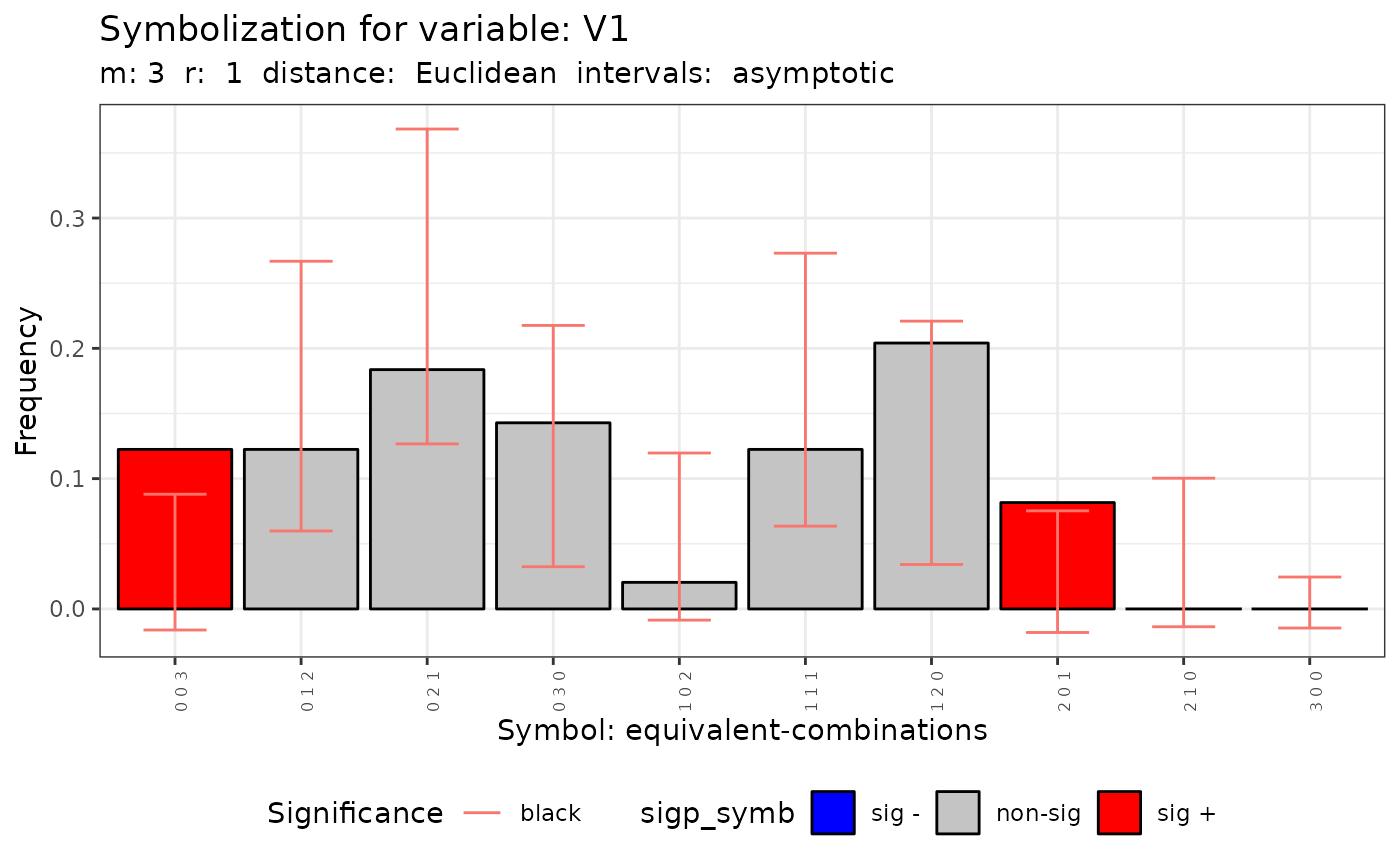 Symbolization for variable: V1
m: 3 r: 1 distance: Euclidean intervals: asymptotic
Frequency
0.3
0.2
0.1
0.0
0 0 3
0 1 2
0 2 1
0 3 0
1 0 2
1 1 1
1 2 0
2 0 1
2 1 0
3 0 0
Symbol: equivalent-combinations
Significance black sigp_symb sig - non-sig sig +